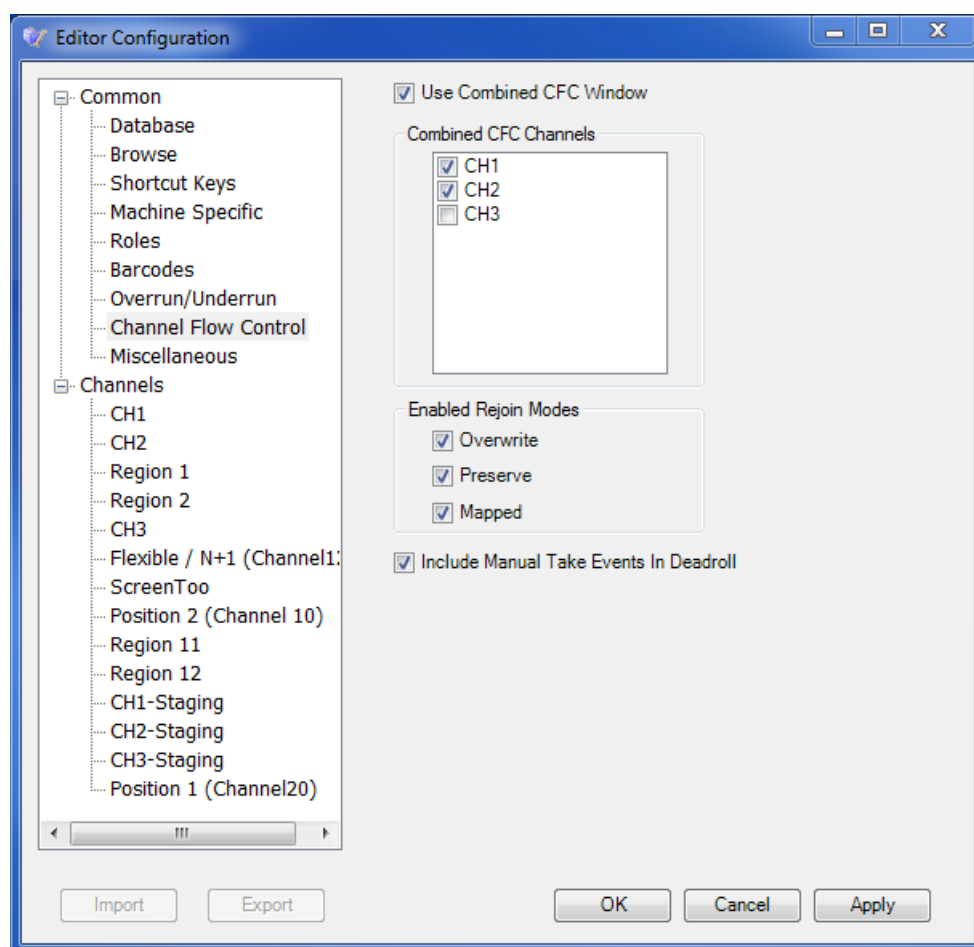 Editor Configuration
Common
Database
Browse
Shortcut Keys
Machine Specific
Roles
Barcodes
Overrun/Underrun
Channel Flow Control
Miscellaneous
Channels
CH1
CH2
Region 1
Region 2
CH3
Flexible / N+1 (Channel1
ScreenToo
Position 2 (Channel 10)
Region 11
Region 12
CH1-Staging
CH2-Staging
CH3-Staging
Position 1 (Channel20)
Use Combined CFC Window
Combined CFC Channels
CH1
CH2
CH3
Enabled Rejoin Modes
Overwrite
Preserve
Mapped
Include Manual Take Events In Deadroll
Import Export OK Cancel Apply